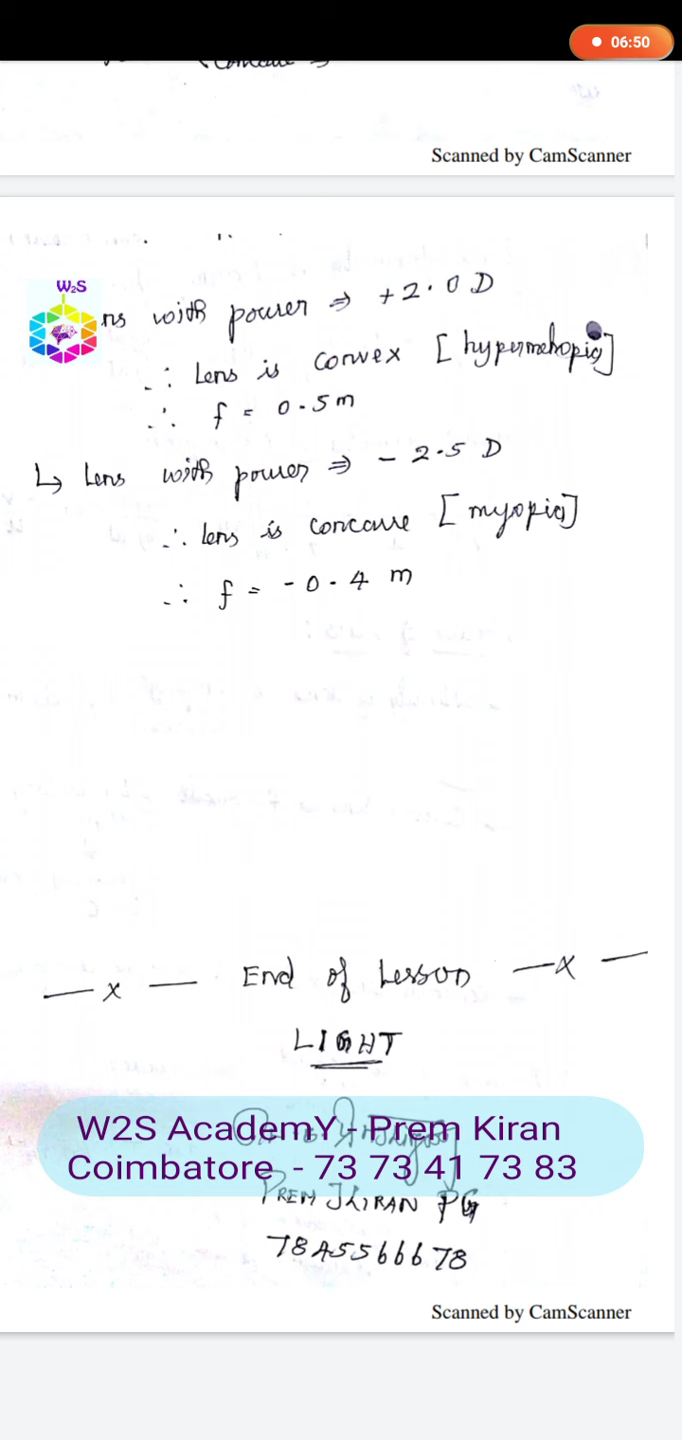 06:50
Scanned by CamScanner
W2S
ns with power ⇒ +2.0 D
∴ Lens is convex [hypermetropic]
∴ f = 0.5m
↳ Lens with power ⇒ - 2.5 D
∴ lens is concave [myopic]
∴ f = -0.4 m
— x — End of Lesson — x —
LIGHT
W2S AcademY - Prem Kiran
Coimbatore - 73 73 41 73 83
PREM KIRAN PG
7845566678
Scanned by CamScanner